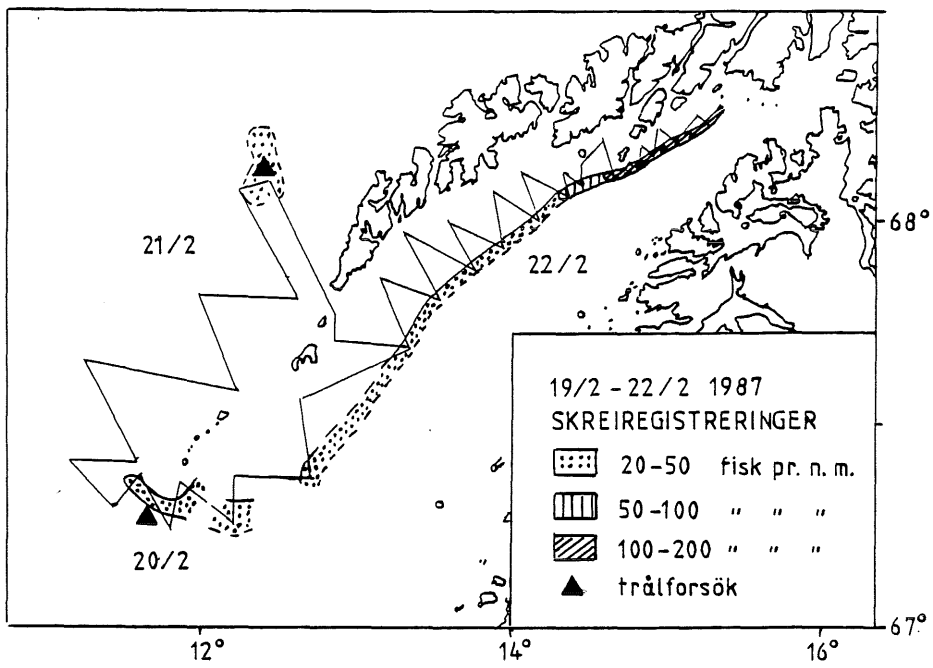 21/2
68°
22/2
19/2 - 22/2 1987
SKREIREGISTRERINGER
20-50 fisk pr. n. m.
50-100 " " "
100-200 " " "
trålforsök
20/2
67°
12° 14° 16°